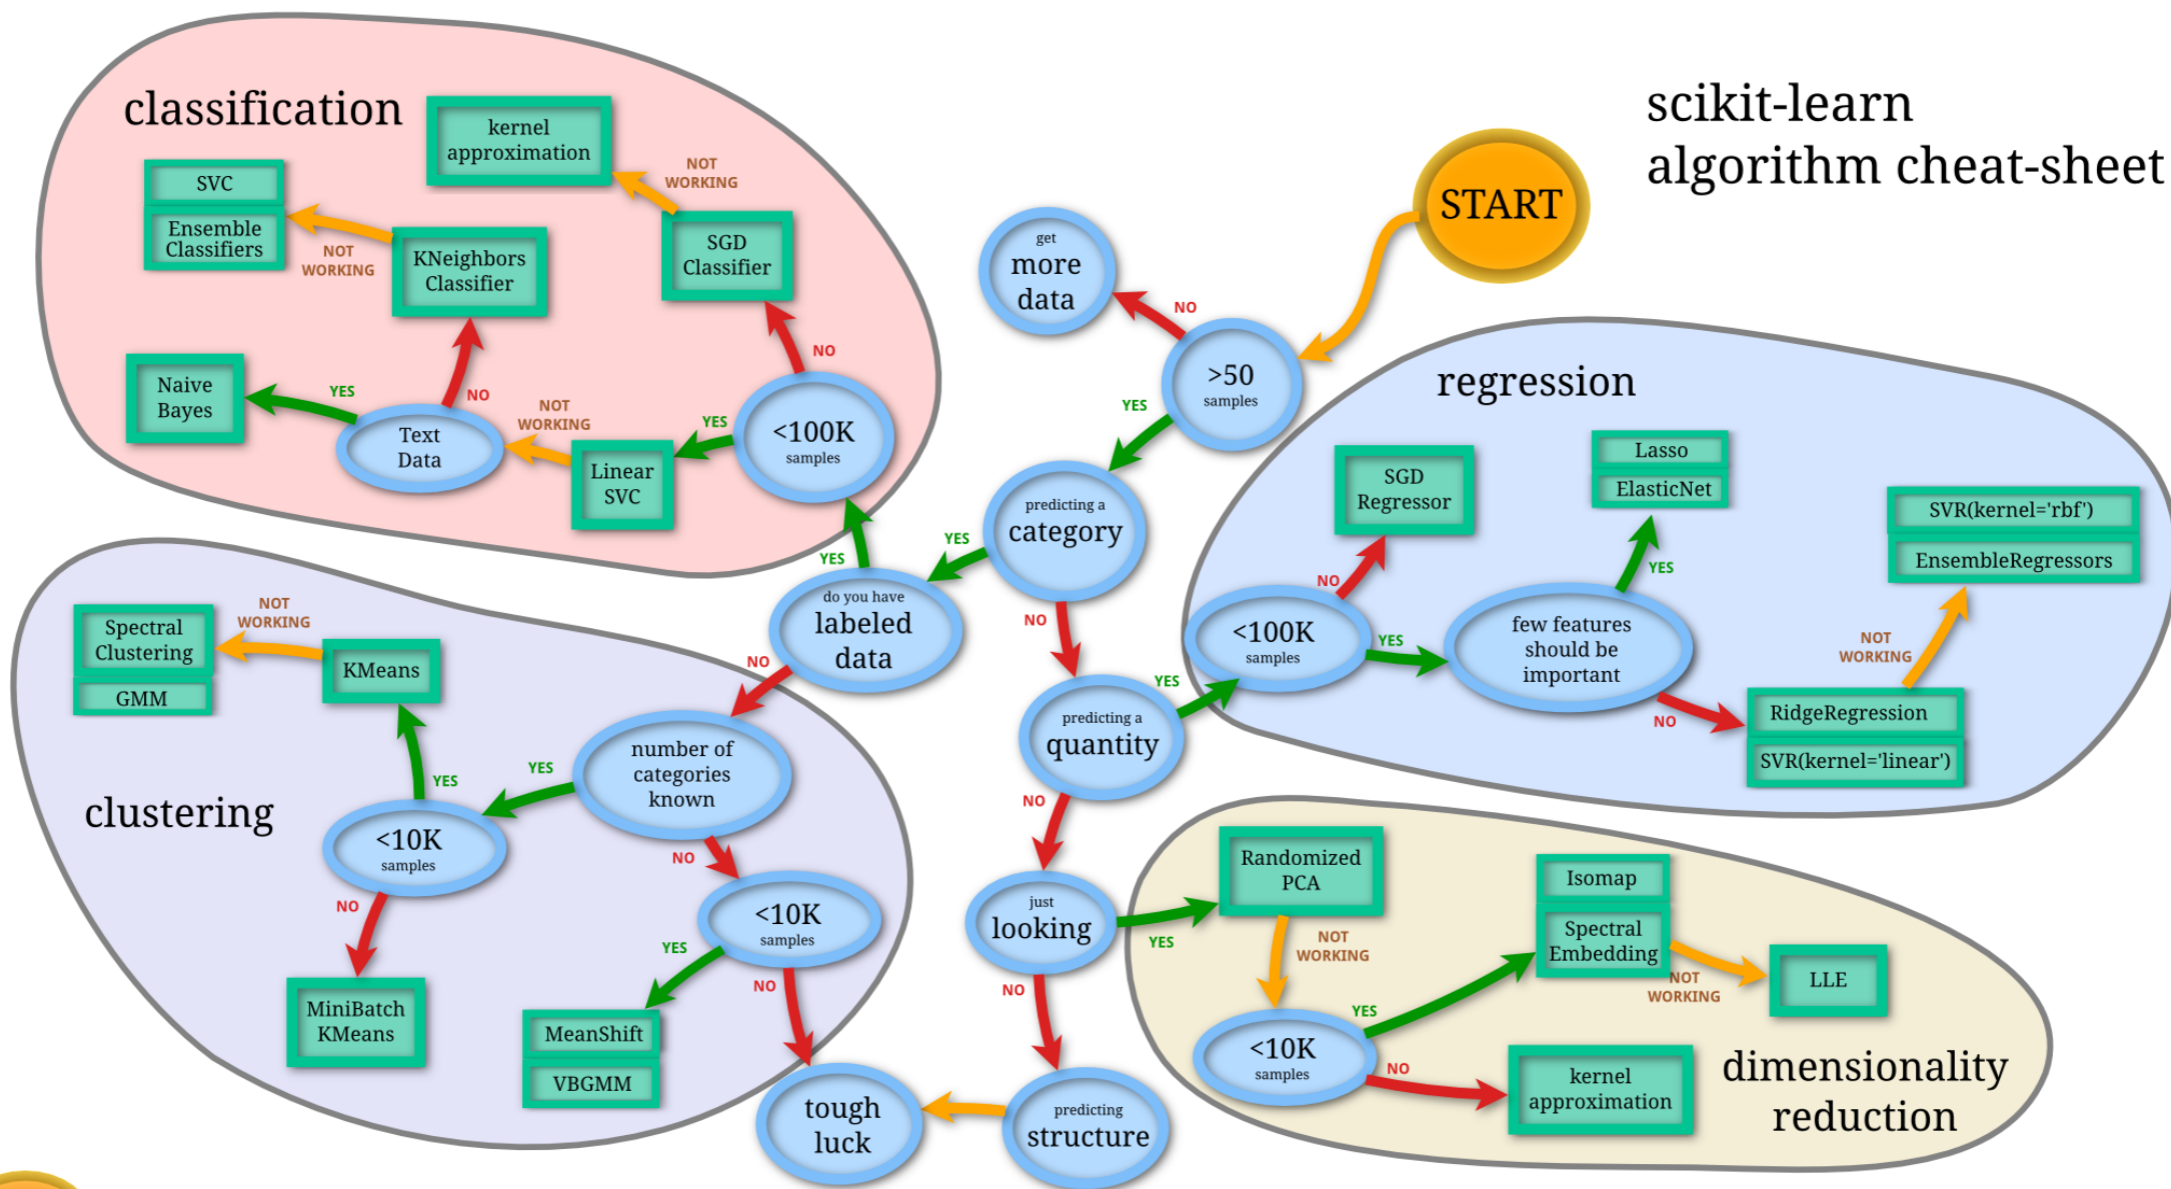 scikit-learn
algorithm cheat-sheet
START
classification
kernel
approximation
NOT
WORKING
SVC
Ensemble
Classifiers
NOT
WORKING
KNeighbors
Classifier
SGD
Classifier
NO
Naive
Bayes
YES
NO
Text
Data
NOT
WORKING
Linear
SVC
YES
<100K
samples
get
more
data
NO
>50
samples
YES
predicting a
category
YES
NO
YES
do you have
labeled
data
NO
regression
SGD
Regressor
Lasso
ElasticNet
SVR(kernel='rbf')
EnsembleRegressors
NO
YES
<100K
samples
YES
few features
should be
important
NOT
WORKING
NO
RidgeRegression
SVR(kernel='linear')
YES
predicting a
quantity
NO
clustering
Spectral
Clustering
GMM
NOT
WORKING
KMeans
YES
YES
number of
categories
known
NO
<10K
samples
NO
<10K
samples
YES
NO
MiniBatch
KMeans
MeanShift
VBGMM
just
looking
YES
NO
tough
luck
predicting
structure
Randomized
PCA
NOT
WORKING
Isomap
Spectral
Embedding
NOT
WORKING
LLE
YES
<10K
samples
NO
kernel
approximation
dimensionality
reduction